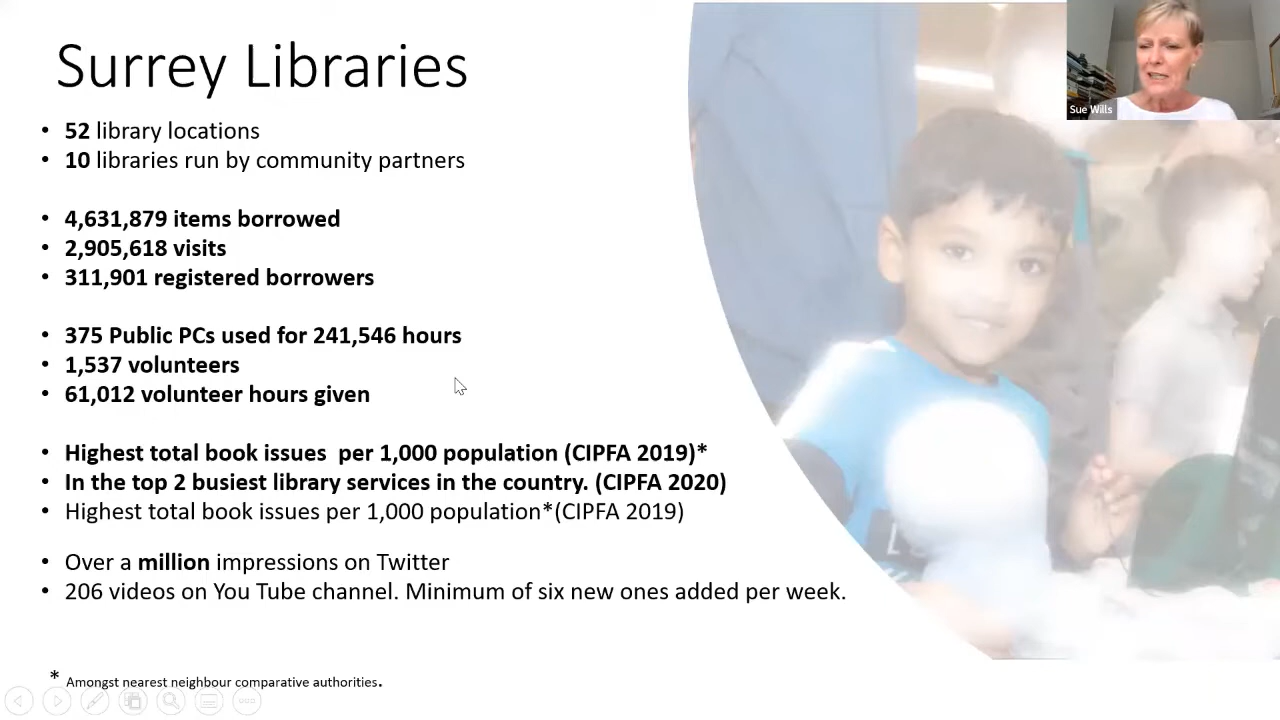 Surrey Libraries
Sue Wills
• 52 library locations
• 10 libraries run by community partners
• 4,631,879 items borrowed
• 2,905,618 visits
• 311,901 registered borrowers
• 375 Public PCs used for 241,546 hours
• 1,537 volunteers
• 61,012 volunteer hours given
• Highest total book issues  per 1,000 population (CIPFA 2019)*
• In the top 2 busiest library services in the country. (CIPFA 2020)
• Highest total book issues per 1,000 population*(CIPFA 2019)
• Over a million impressions on Twitter
• 206 videos on You Tube channel. Minimum of six new ones added per week.
* Amongst nearest neighbour comparative authorities.